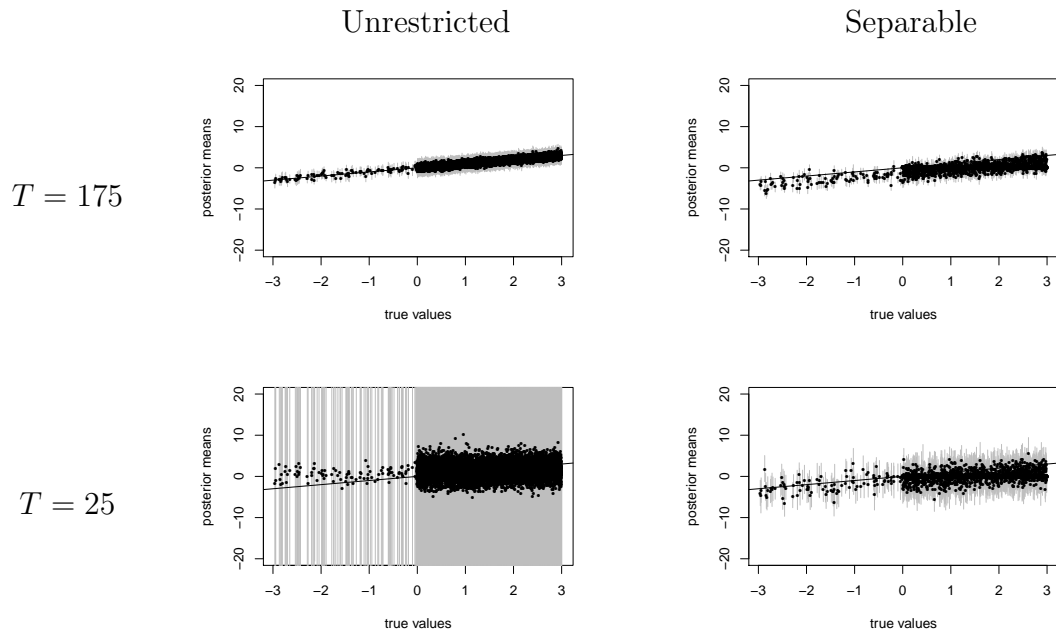 Unrestricted
Separable
T = 175
20
10
0
−10
−20
posterior means
−3 −2 −1 0 1 2 3
true values
20
10
0
−10
−20
posterior means
−3 −2 −1 0 1 2 3
true values
T = 25
20
10
0
−10
−20
posterior means
−3 −2 −1 0 1 2 3
true values
20
10
0
−10
−20
posterior means
−3 −2 −1 0 1 2 3
true values